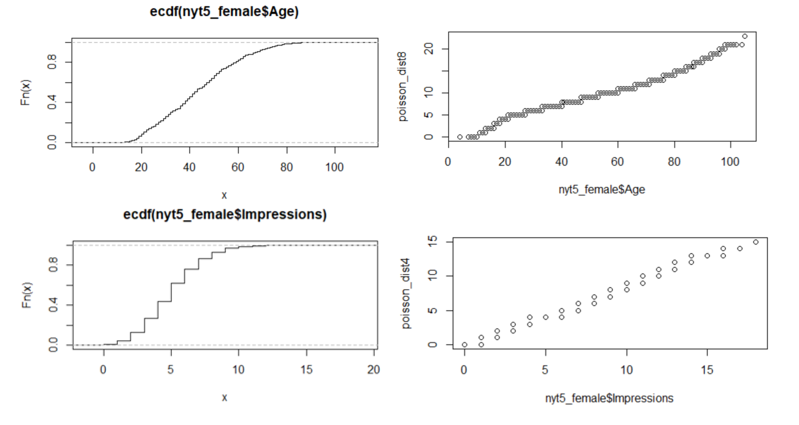 ecdf(nyt5_female$Age)
Fn(x)
0.0 0.4 0.8
0 20 40 60 80 100
x
poisson_dist8
0 5 10 20
0 20 40 60 80 100
nyt5_female$Age
ecdf(nyt5_female$Impressions)
Fn(x)
0.0 0.4 0.8
0 5 10 15 20
x
poisson_dist4
0 5 10 15
0 5 10 15
nyt5_female$Impressions